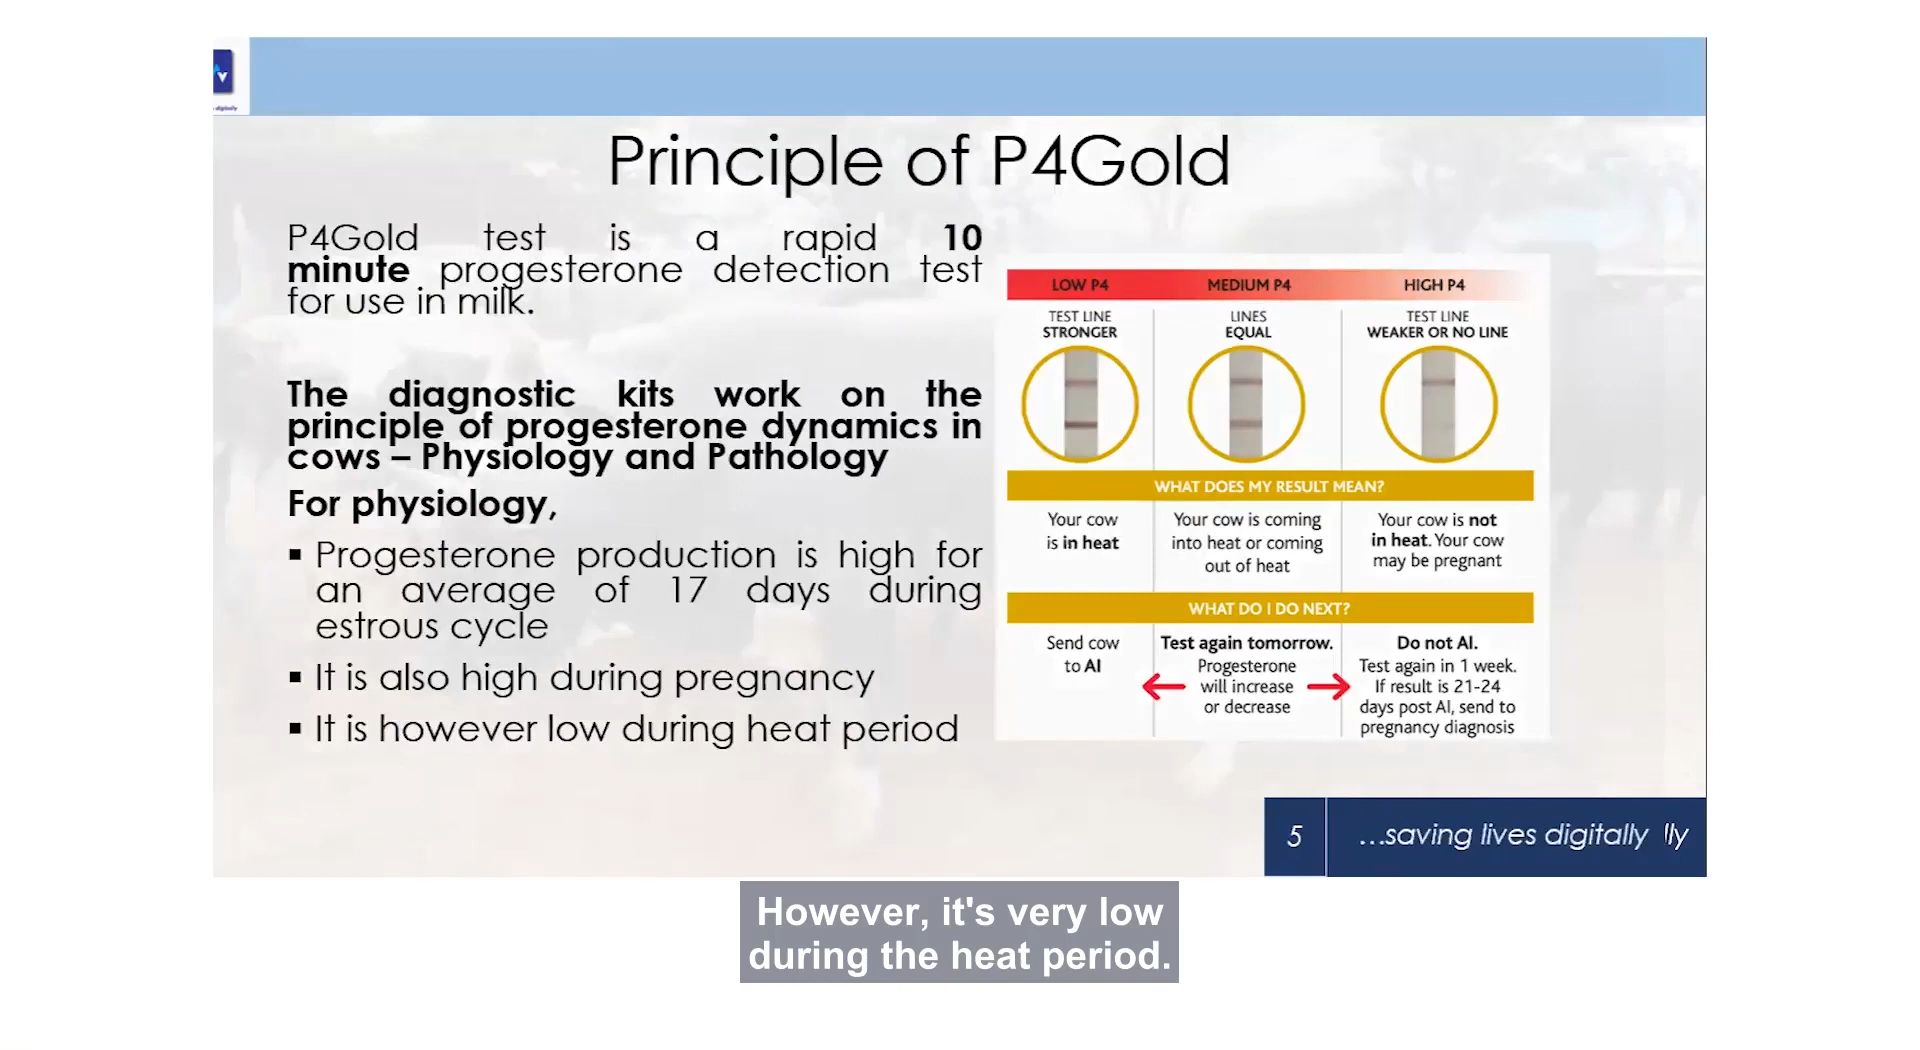 v
digitally
Principle of P4Gold
P4Gold test is a rapid 10
minute progesterone detection test
for use in milk.
The diagnostic kits work on the
principle of progesterone dynamics in
cows – Physiology and Pathology
For physiology,
▪ Progesterone production is high for
an average of 17 days during
estrous cycle
▪ It is also high during pregnancy
▪ It is however low during heat period
LOW P4 MEDIUM P4 HIGH P4
TEST LINE LINES TEST LINE
STRONGER EQUAL WEAKER OR NO LINE
WHAT DOES MY RESULT MEAN?
Your cow
is in heat
Your cow is coming
into heat or coming
out of heat
Your cow is not
in heat. Your cow
may be pregnant
WHAT DO I DO NEXT?
Send cow
to AI
Test again tomorrow.
Progesterone
will increase
or decrease
Do not AI.
Test again in 1 week.
If result is 21-24
days post AI, send to
pregnancy diagnosis
5 ...saving lives digitally lly
However, it's very low
during the heat period.